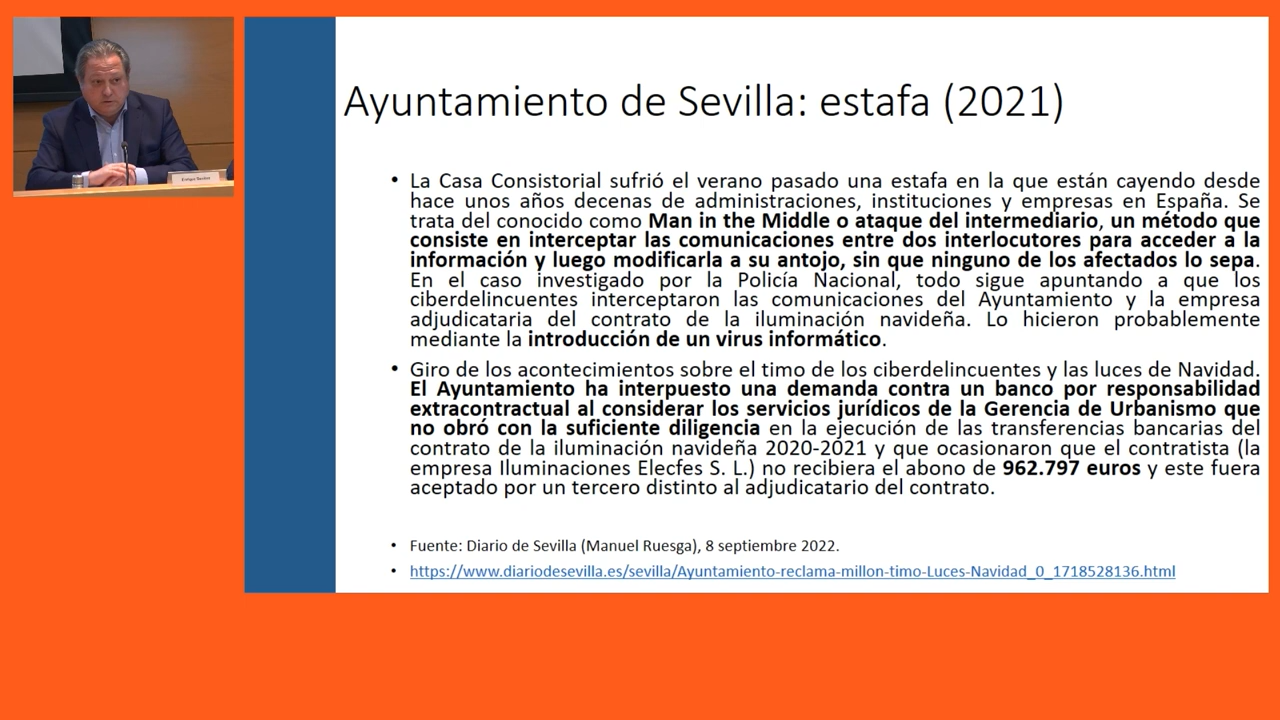 Ayuntamiento de Sevilla: estafa (2021)
• La Casa Consistorial sufrió el verano pasado una estafa en la que están cayendo desde
hace unos años decenas de administraciones, instituciones y empresas en España. Se
trata del conocido como Man in the Middle o ataque del intermediario, un método que
consiste en interceptar las comunicaciones entre dos interlocutores para acceder a la
información y luego modificarla a su antojo, sin que ninguno de los afectados lo sepa.
En el caso investigado por la Policía Nacional, todo sigue apuntando a que los
ciberdelincuentes interceptaron las comunicaciones del Ayuntamiento y la empresa
adjudicataria del contrato de la iluminación navideña. Lo hicieron probablemente
mediante la introducción de un virus informático.
• Giro de los acontecimientos sobre el timo de los ciberdelincuentes y las luces de Navidad.
El Ayuntamiento ha interpuesto una demanda contra un banco por responsabilidad
extracontractual al considerar los servicios jurídicos de la Gerencia de Urbanismo que
no obró con la suficiente diligencia en la ejecución de las transferencias bancarias del
contrato de la iluminación navideña 2020-2021 y que ocasionaron que el contratista (la
empresa Iluminaciones Elecfes S. L.) no recibiera el abono de 962.797 euros y este fuera
aceptado por un tercero distinto al adjudicatario del contrato.
• Fuente: Diario de Sevilla (Manuel Ruesga), 8 septiembre 2022.
• https://www.diariodesevilla.es/sevilla/Ayuntamiento-reclama-millon-timo-Luces-Navidad_0_1718528136.html